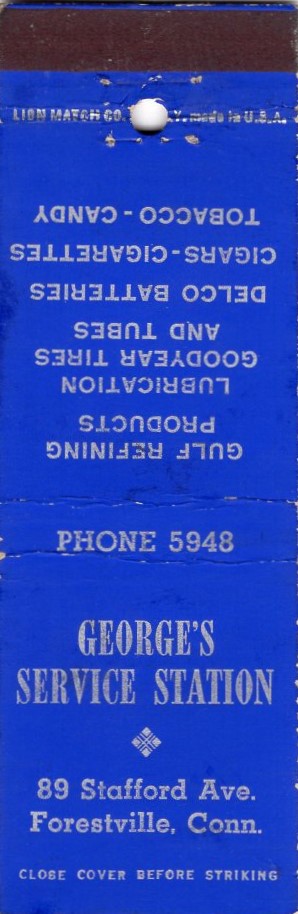 LION MATCH CO. N.Y. made in U.S.A.
GULF REFINING
PRODUCTS
LUBRICATION
GOODYEAR TIRES
AND TUBES
DELCO BATTERIES
CIGARS-CIGARETTES
TOBACCO - CANDY
PHONE 5948
GEORGE'S
SERVICE STATION
89 Stafford Ave.
Forestville, Conn.
CLOSE COVER BEFORE STRIKING